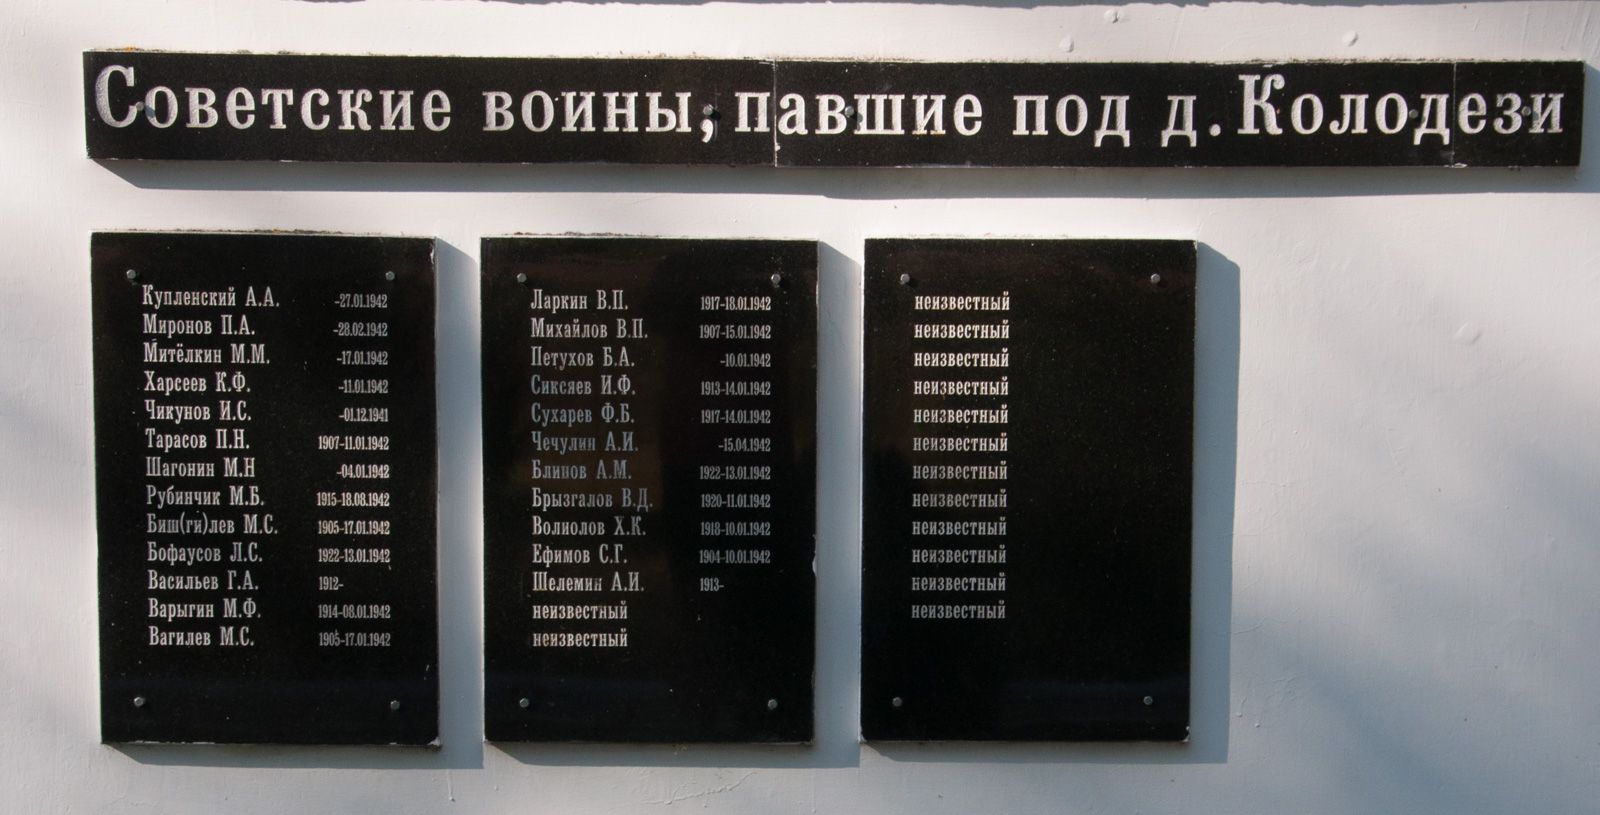 Советские воины, павшие под д. Колодези
Купленский А.А. -27.01.1942
Миронов П.А. -28.02.1942
Мителкин М.М. -17.01.1942
Харсеев К.Ф. -11.01.1942
Чикунов И.С. -01.12.1941
Тарасов П.Н. 1907-11.01.1942
Шагонин М.Н -04.01.1942
Рубинчик М.Б. 1915-18.08.1942
Биш(ги)лев М.С. 1905-17.01.1942
Бофаусов Л.С. 1922-13.01.1942
Васильев Г.А. 1912-
Варыгин М.Ф. 1914-08.01.1942
Вагилев М.С. 1905-17.01.1942
Ларкин В.П. 1917-18.01.1942
Михайлов В.П. 1907-15.01.1942
Петухов Б.А. -10.01.1942
Сиксяев И.Ф. 1913-14.01.1942
Сухарев Ф.Б. 1917-14.01.1942
Чечулин А.И. -15.04.1942
Блинов А.М. 1922-13.01.1942
Брызгалов В.Д. 1920-11.01.1942
Волиолов Х.К. 1918-10.01.1942
Ефимов С.Г. 1904-10.01.1942
Шелемин А.И. 1913-
неизвестный
неизвестный
неизвестный
неизвестный
неизвестный
неизвестный
неизвестный
неизвестный
неизвестный
неизвестный
неизвестный
неизвестный
неизвестный
неизвестный